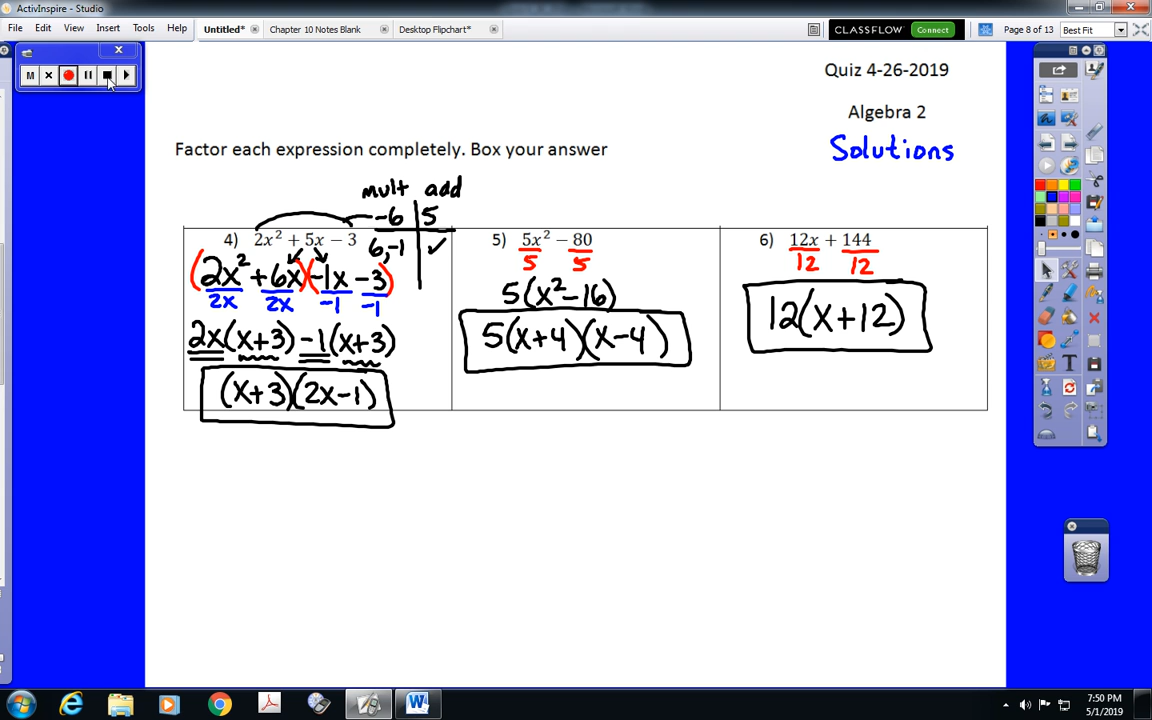 ActivInspire - Studio
File Edit View Insert Tools Help Untitled* Chapter 10 Notes Blank Desktop Flipchart* CLASSFLOW Connect Page 8 of 13 Best Fit
M
Quiz 4-26-2019
Algebra 2
Solutions
Factor each expression completely. Box your answer
mult add
-6 5
6,-1 ✓
4) 2x² + 5x − 3
(2x² + 6x)(-1x - 3)
2x 2x -1 -1
2x(x+3) -1(x+3)
(x+3)(2x-1)
5) 5x² − 80
5 5
5(x²-16)
5(x+4)(x-4)
6) 12x + 144
12 12
12(x+12)
T
W
7:50 PM
5/1/2019